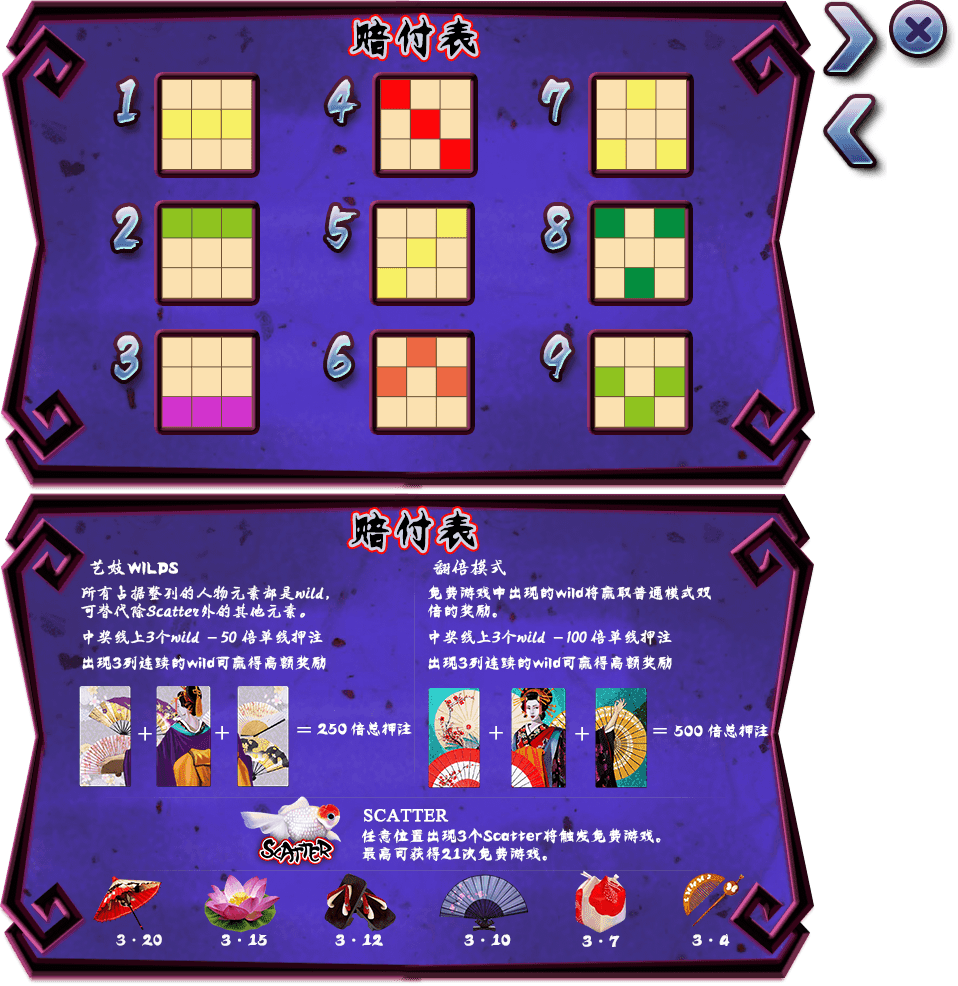 赔付表
1
4
7
2
5
8
3
6
9
赔付表
艺妓WILDS
所有占据整列的人物元素都是wild,
可替代除Scatter外的其他元素。
中奖线上3个wild - 50 倍单线押注
出现3列连续的wild可赢得高额奖励
+ + = 250 倍总押注
翻倍模式
免费游戏中出现的wild将赢取普通模式双
倍的奖励。
中奖线上3个wild - 100 倍单线押注
出现3列连续的wild可赢得高额奖励
+ + = 500 倍总押注
SCATTER
SCATTER
任意位置出现3个Scatter将触发免费游戏。
最高可获得21次免费游戏。
3 · 20
3 · 15
3 · 12
3 · 10
3 · 7
3 · 4